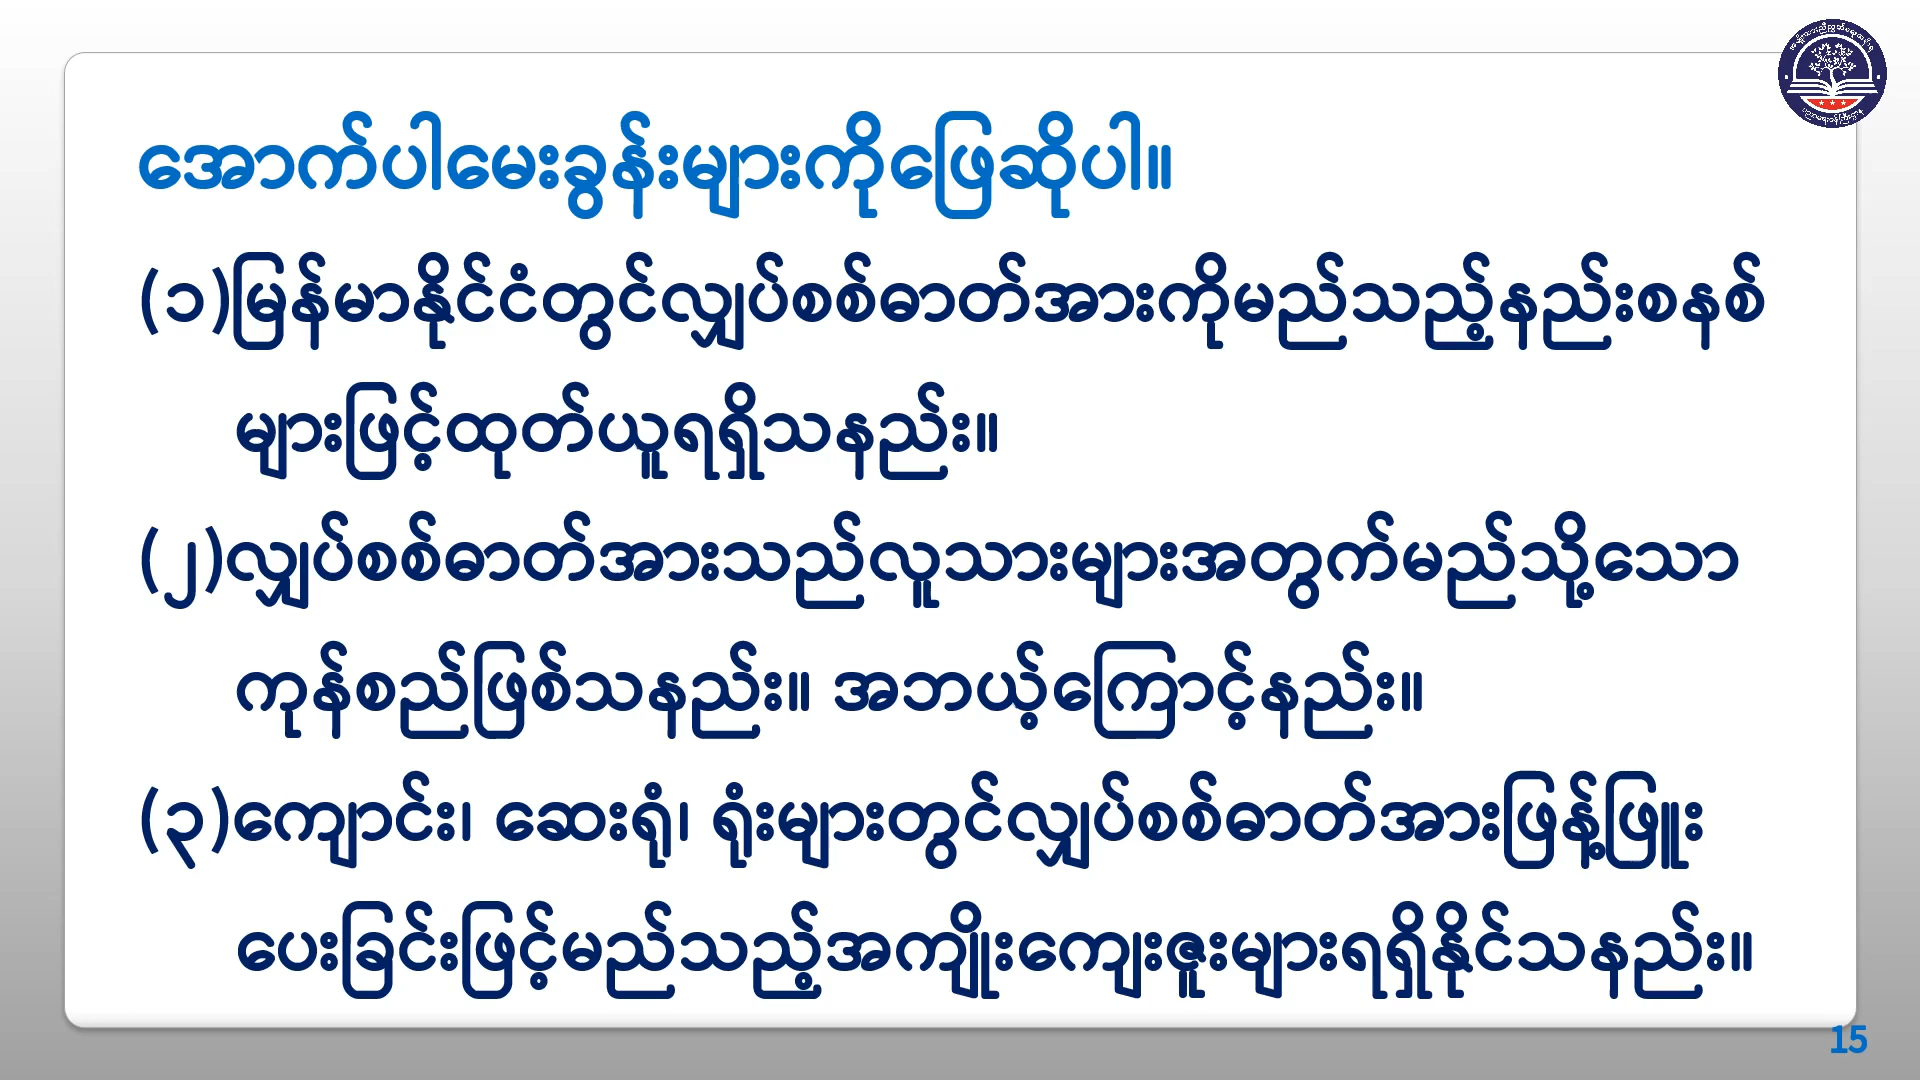 အောက်ပါမေးခွန်းများကိုဖြေဆိုပါ။
(၁)မြန်မာနိုင်ငံတွင်လျှပ်စစ်ဓာတ်အားကိုမည်သည့်နည်းစနစ်
များဖြင့်ထုတ်ယူရရှိသနည်း။
(၂)လျှပ်စစ်ဓာတ်အားသည်လူသားများအတွက်မည်သို့သော
ကုန်စည်ဖြစ်သနည်း။ အဘယ့်ကြောင့်နည်း။
(၃)ကျောင်း၊ ဆေးရုံ၊ ရုံးများတွင်လျှပ်စစ်ဓာတ်အားဖြန့်ဖြူး
ပေးခြင်းဖြင့်မည်သည့်အကျိုးကျေးဇူးများရရှိနိုင်သနည်း။
15